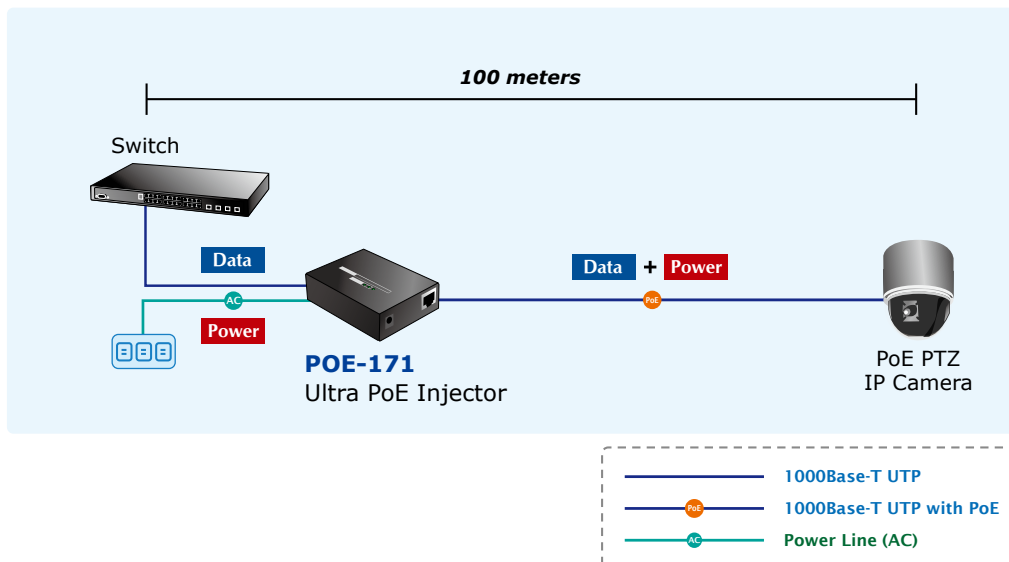 100 meters
Switch
Data
Data + Power
AC
PoE
Power
POE-171
Ultra PoE Injector
PoE PTZ
IP Camera
1000Base-T UTP
PoE
1000Base-T UTP with PoE
AC
Power Line (AC)